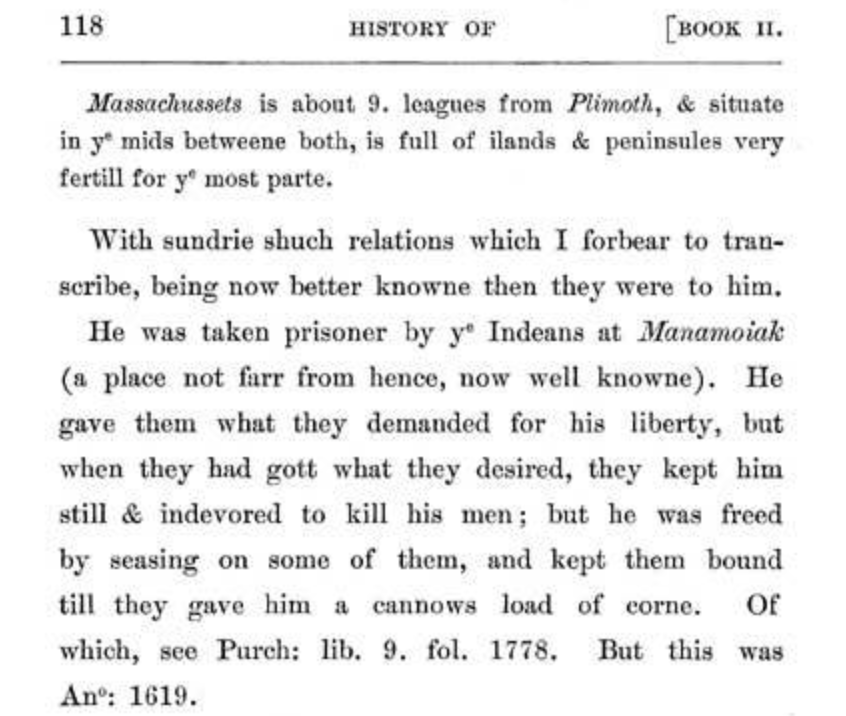 118 HISTORY OF [BOOK II.
Massachussets is about 9. leagues from Plimoth, & situate
in yᵉ mids betweene both, is full of ilands & peninsules very
fertill for yᵉ most parte.
With sundrie shuch relations which I forbear to tran-
scribe, being now better knowne then they were to him.
He was taken prisoner by yᵉ Indeans at Manamoiak
(a place not farr from hence, now well knowne). He
gave them what they demanded for his liberty, but
when they had gott what they desired, they kept him
still & indevored to kill his men; but he was freed
by seasing on some of them, and kept them bound
till they gave him a cannows load of corne. Of
which, see Purch: lib. 9. fol. 1778. But this was
Anᵒ: 1619.